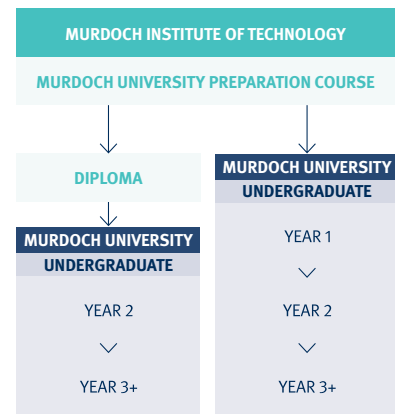 MURDOCH INSTITUTE OF TECHNOLOGY
MURDOCH UNIVERSITY PREPARATION COURSE
DIPLOMA
MURDOCH UNIVERSITY
UNDERGRADUATE
YEAR 2
YEAR 3+
MURDOCH UNIVERSITY
UNDERGRADUATE
YEAR 1
YEAR 2
YEAR 3+